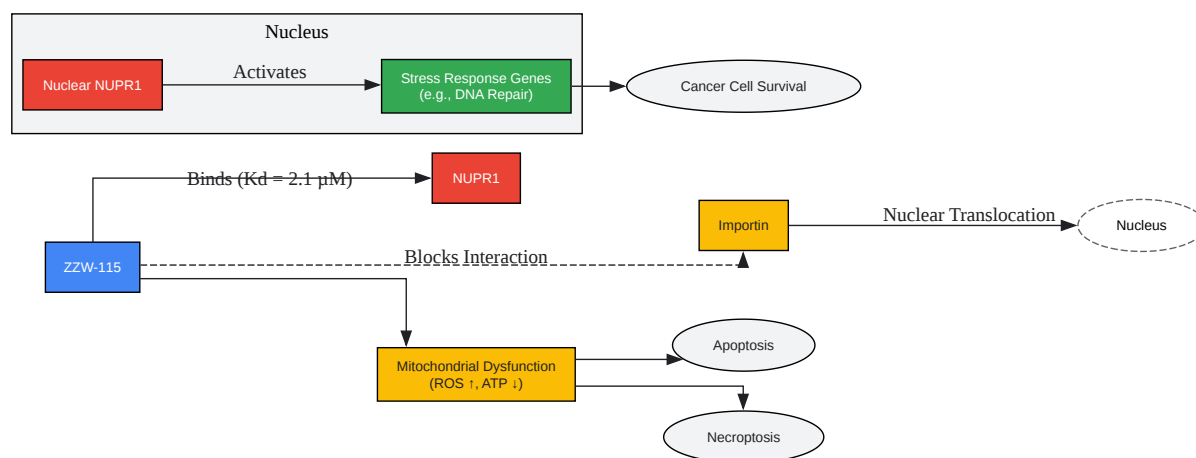 Nucleus
Nuclear NUPR1
Activates
Stress Response Genes
(e.g., DNA Repair)
Cancer Cell Survival
Binds (Kd = 2.1 µM)
NUPR1
Importin
Nuclear Translocation
Nucleus
ZZW-115
Blocks Interaction
Mitochondrial Dysfunction
(ROS ↑, ATP ↓)
Apoptosis
Necroptosis